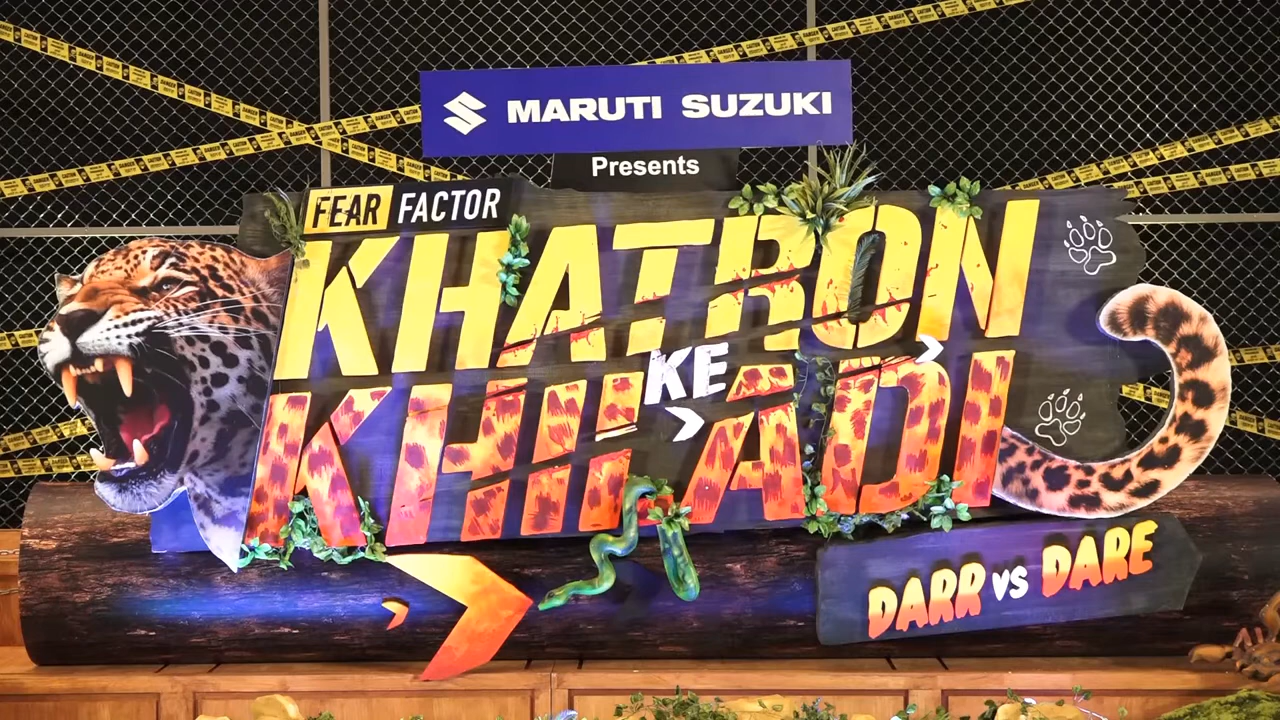 MARUTI SUZUKI
Presents
FEAR FACTOR
KHATRON
KE
KHILADI
DARR VS DARE